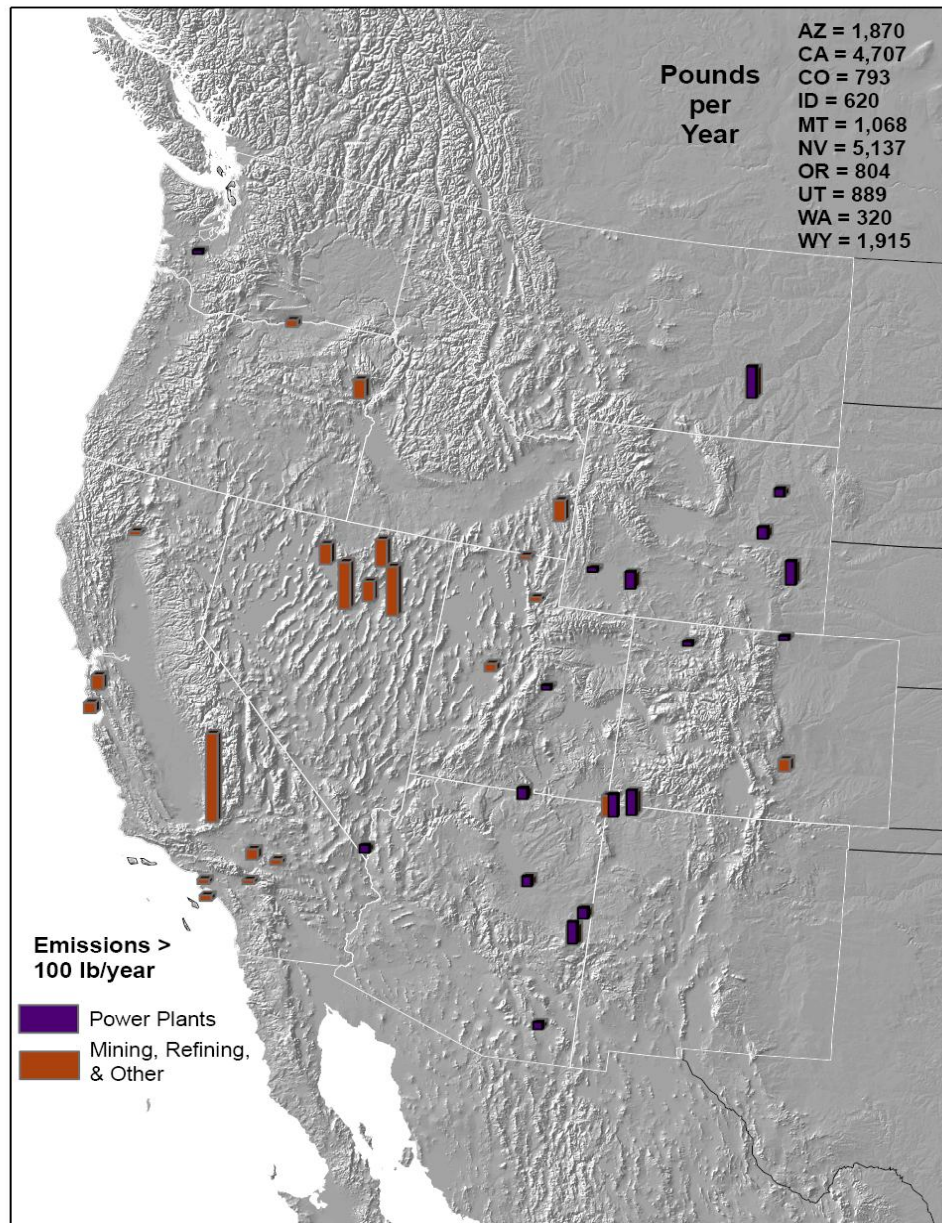 Pounds
per
Year
AZ = 1,870
CA = 4,707
CO = 793
ID = 620
MT = 1,068
NV = 5,137
OR = 804
UT = 889
WA = 320
WY = 1,915
Emissions >
100 lb/year
Power Plants
Mining, Refining,
& Other